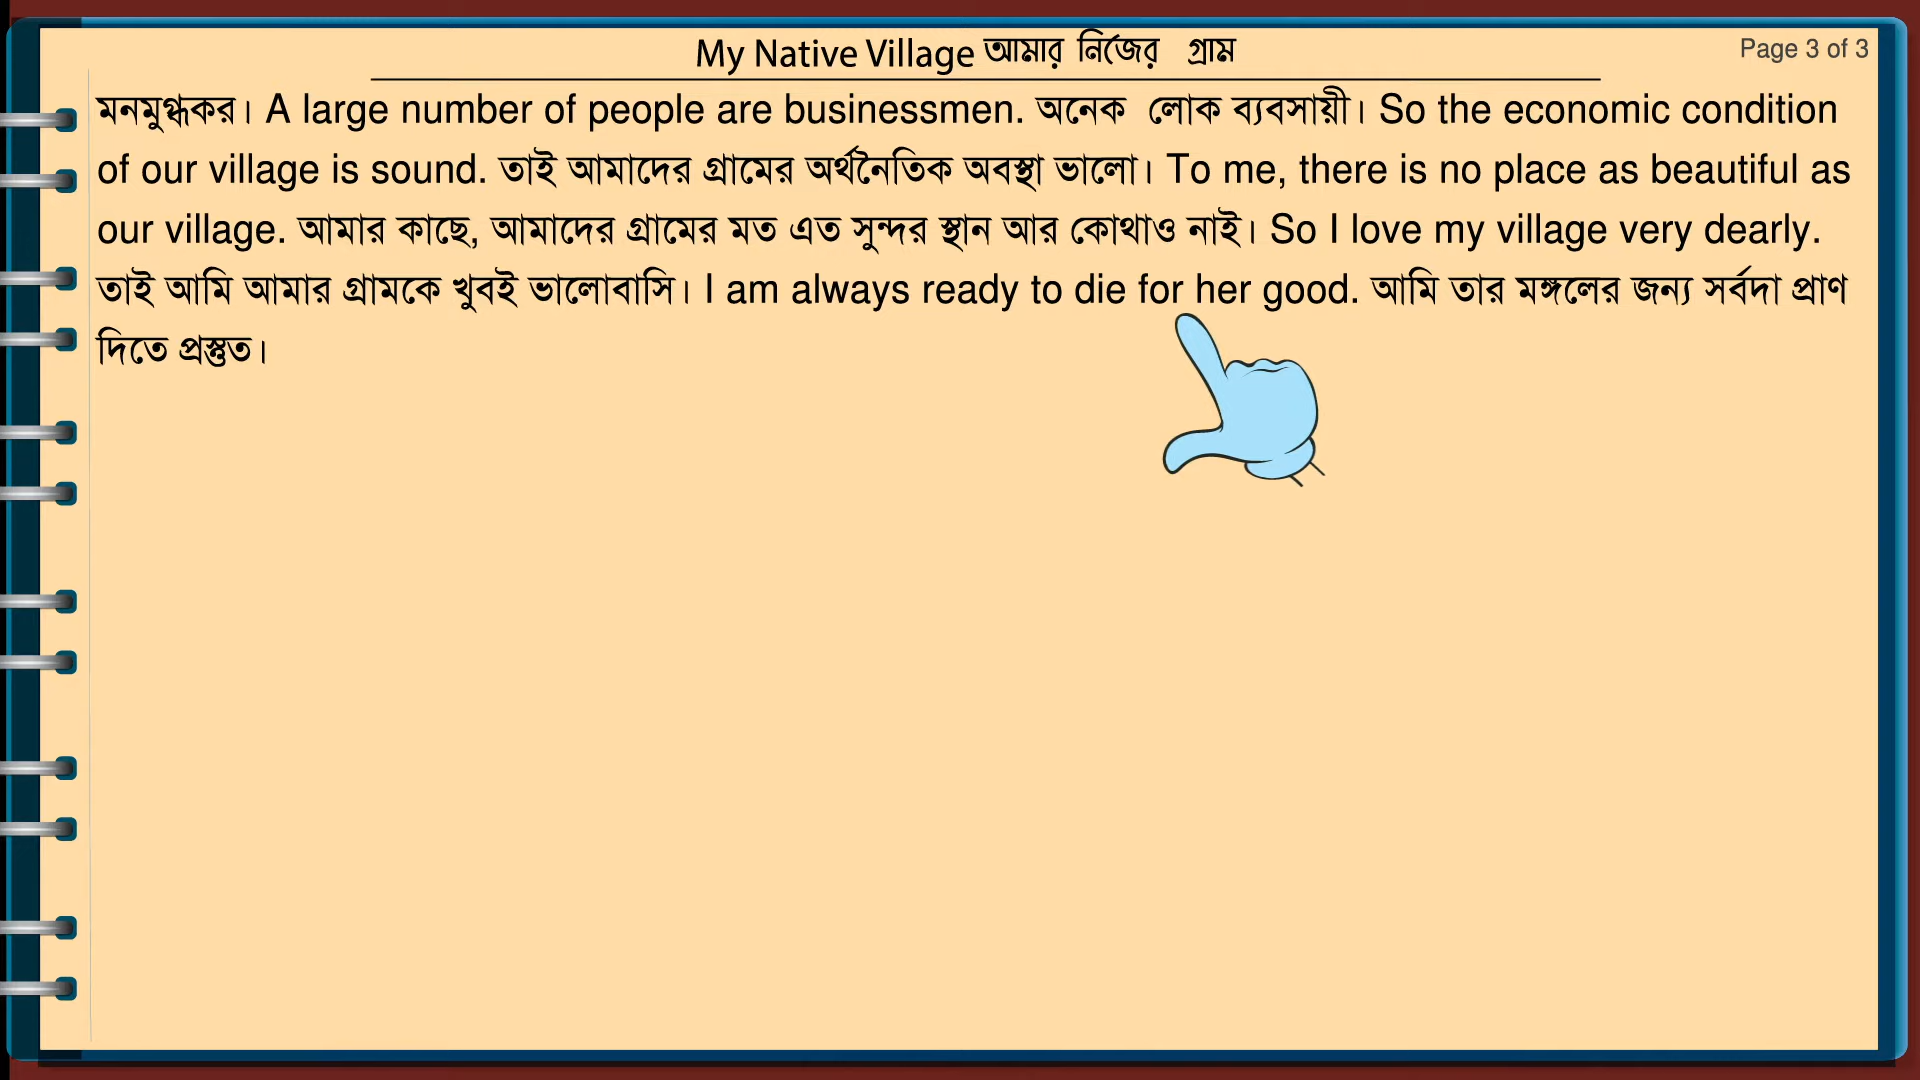 My Native Village আমার নিজের গ্রাম
Page 3 of 3
মনমুগ্ধকর। A large number of people are businessmen. অনেক লোক ব্যবসায়ী। So the economic condition
of our village is sound. তাই আমাদের গ্রামের অর্থনৈতিক অবস্থা ভালো। To me, there is no place as beautiful as
our village. আমার কাছে, আমাদের গ্রামের মত এত সুন্দর স্থান আর কোথাও নাই। So I love my village very dearly.
তাই আমি আমার গ্রামকে খুবই ভালোবাসি। I am always ready to die for her good. আমি তার মঙ্গলের জন্য সর্বদা প্রাণ
দিতে প্রস্তুত।